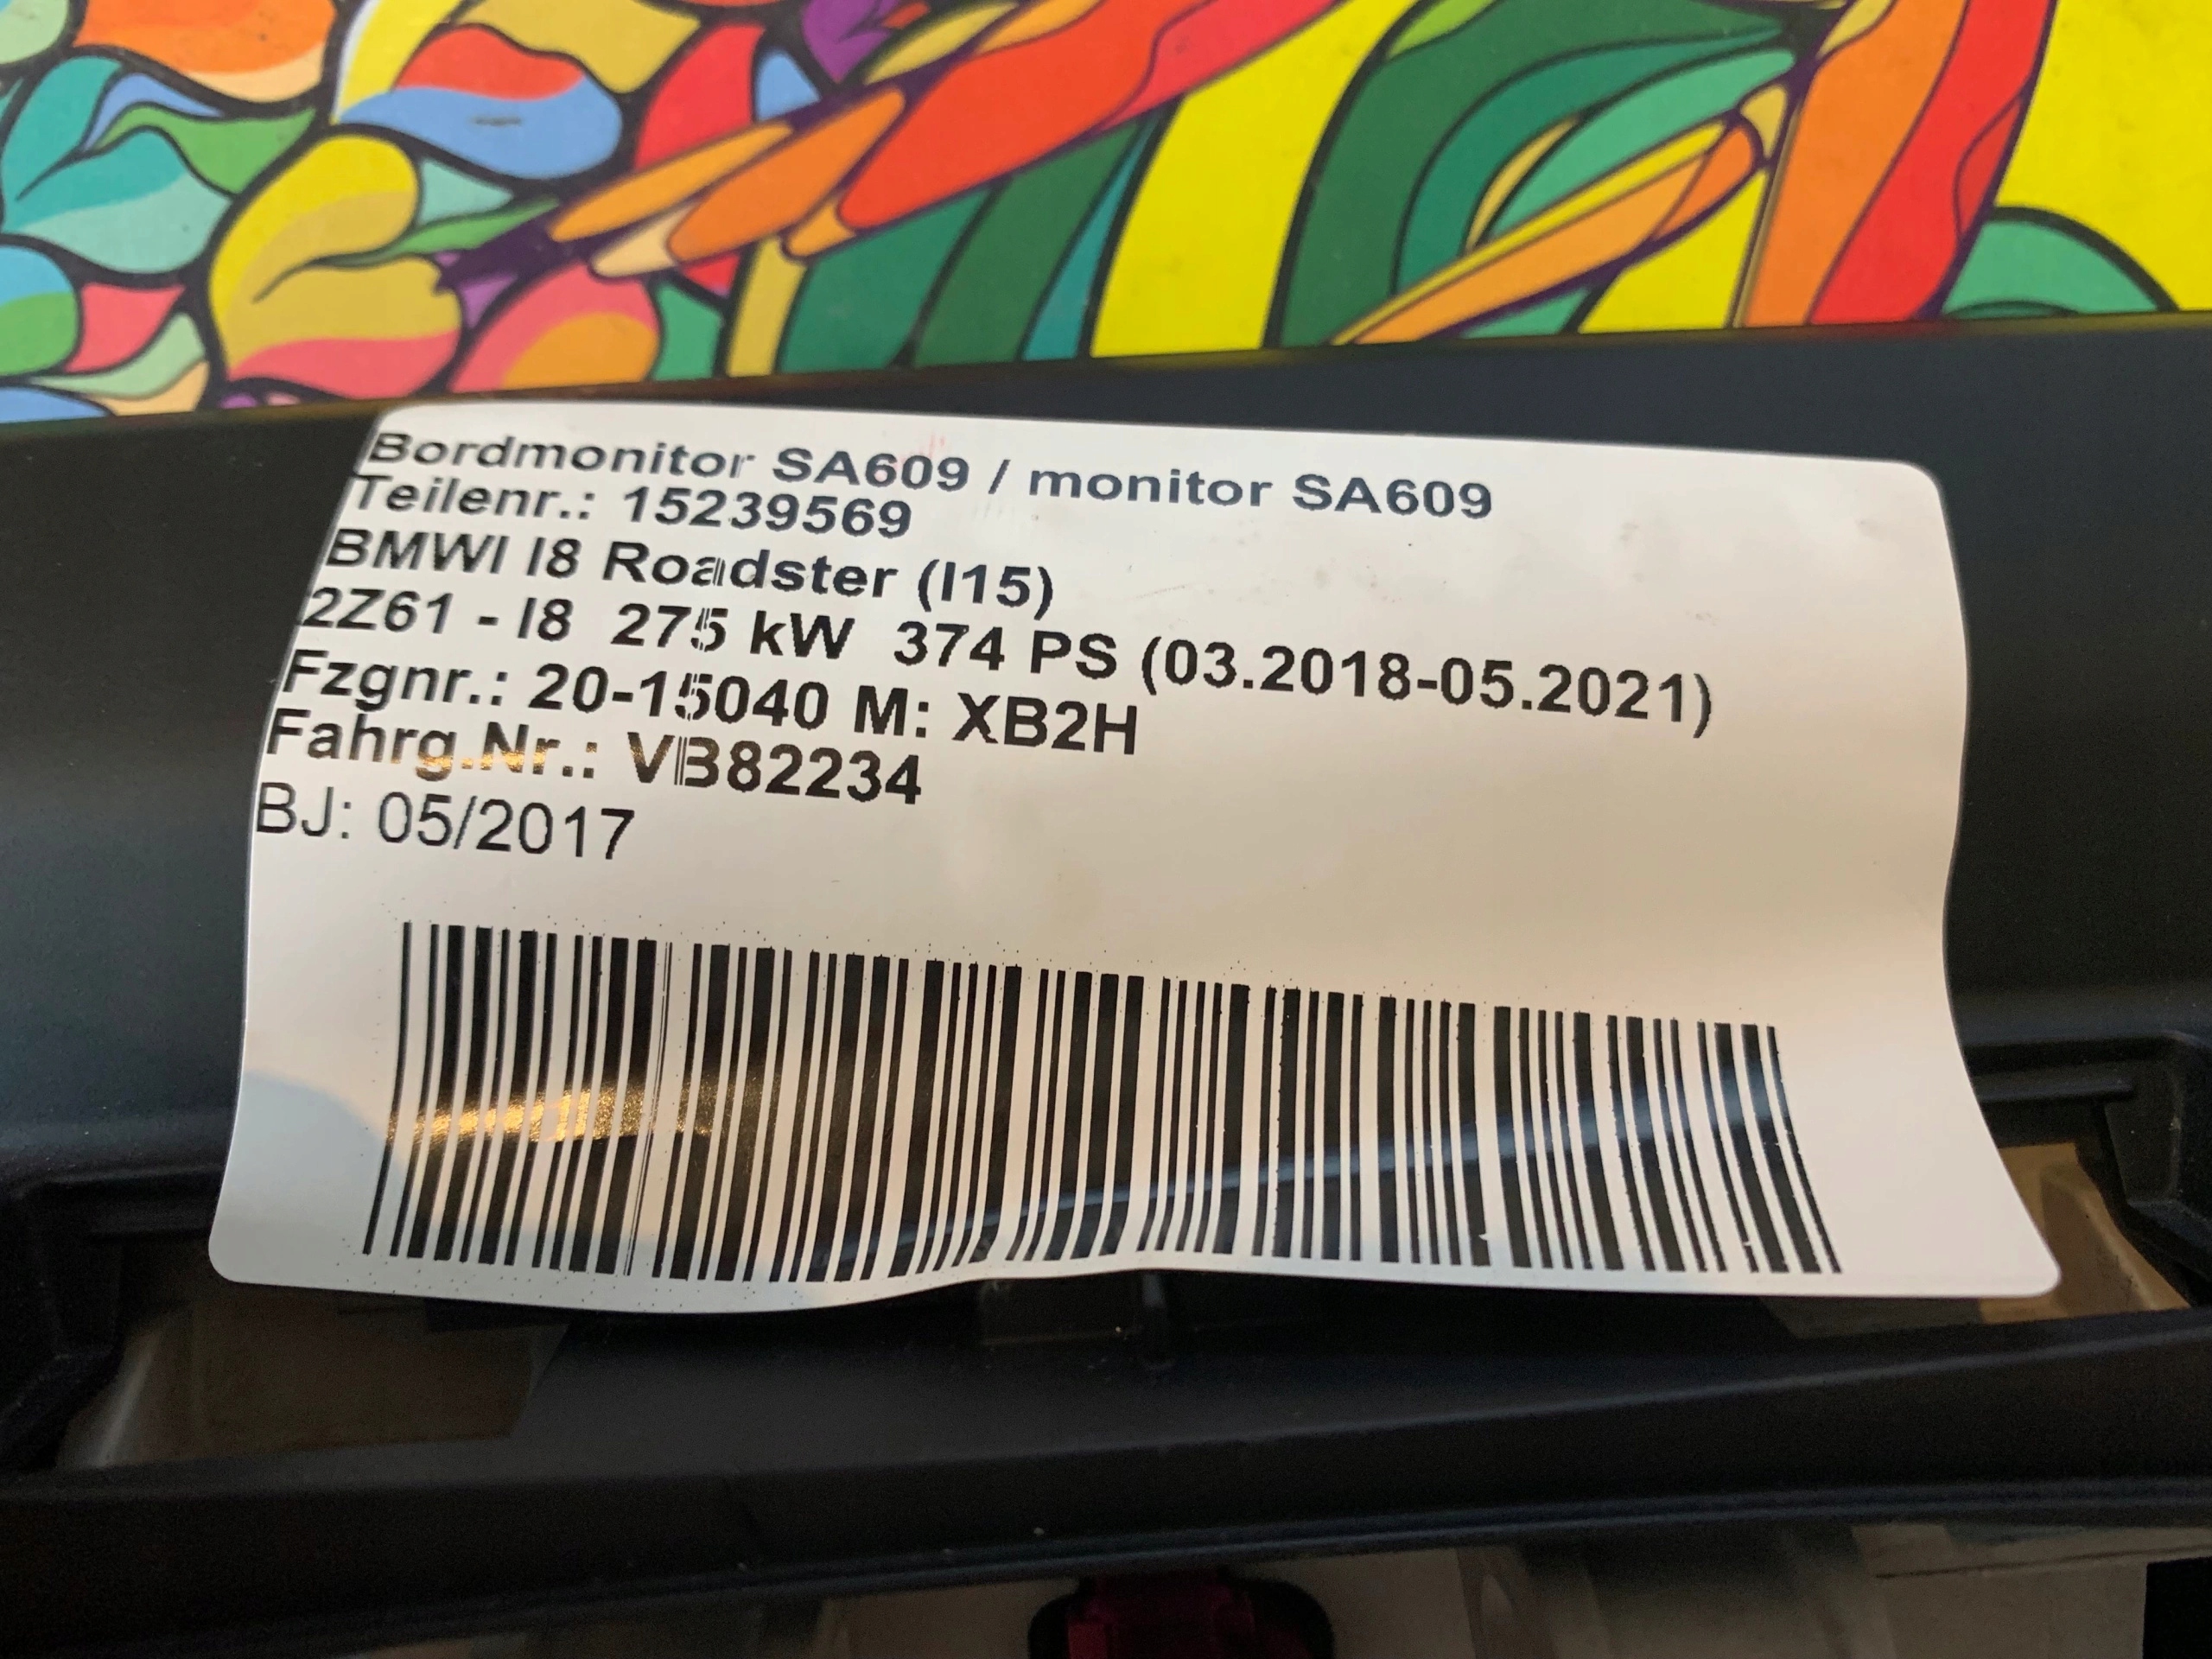 Bordmonitor SA609 / monitor SA609
Teilenr.: 15239569
BMWI I8 Roadster (I15)
2Z61 - I8  275 kW  374 PS (03.2018-05.2021)
Fzgnr.: 20-15040 M: XB2H
Fahrg.Nr.: VB82234
BJ: 05/2017